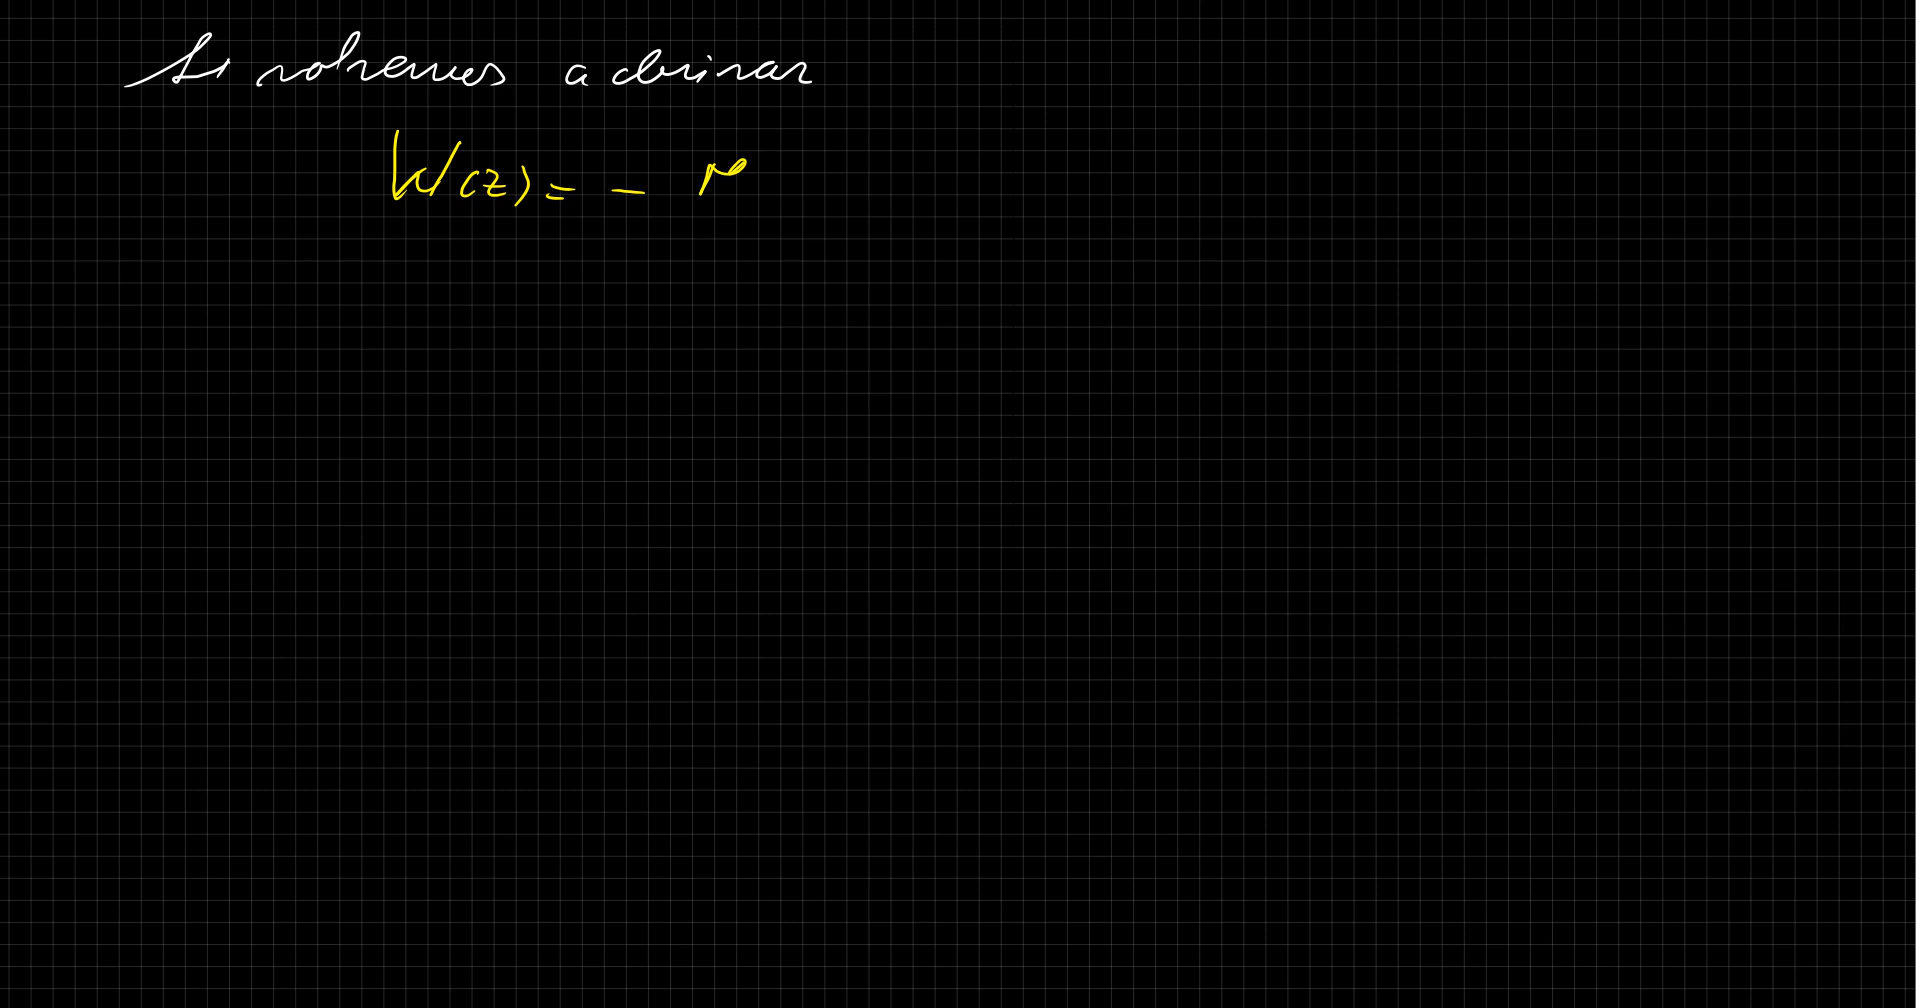 Si volvemos a derivar
W(z) = - r